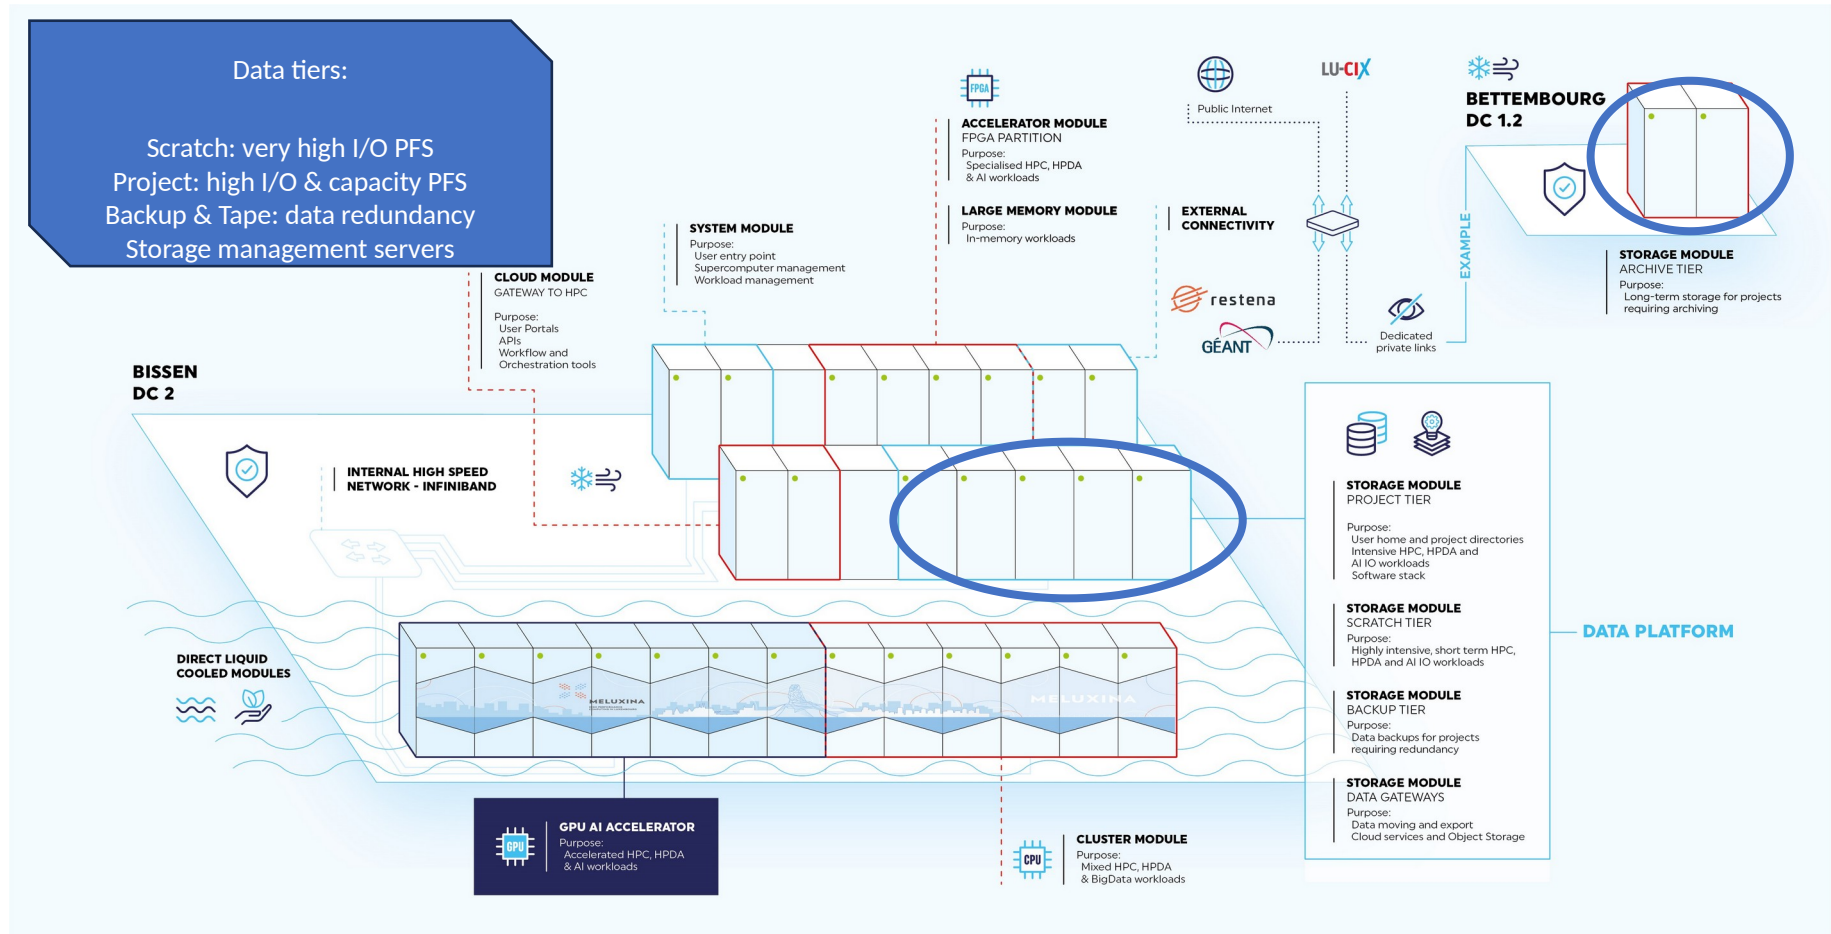 Data tiers:
Scratch: very high I/O PFS
Project: high I/O & capacity PFS
Backup & Tape: data redundancy
Storage management servers
CLOUD MODULE
GATEWAY TO HPC
Purpose:
User Portals
APIs
Workflow and
Orchestration tools
SYSTEM MODULE
Purpose:
User entry point
Supercomputer management
Workload management
FPGA
ACCELERATOR MODULE
FPGA PARTITION
Purpose:
Specialised HPC, HPDA
& AI workloads
LARGE MEMORY MODULE
Purpose:
In-memory workloads
EXTERNAL
CONNECTIVITY
Public Internet
LU-CIX
restena
GÉANT
Dedicated
private links
EXAMPLE
BETTEMBOURG
DC 1.2
STORAGE MODULE
ARCHIVE TIER
Purpose:
Long-term storage for projects
requiring archiving
BISSEN
DC 2
INTERNAL HIGH SPEED
NETWORK - INFINIBAND
DIRECT LIQUID
COOLED MODULES
MELUXINA
MELUXINA
GPU
GPU AI ACCELERATOR
Purpose:
Accelerated HPC, HPDA
& AI workloads
CPU
CLUSTER MODULE
Purpose:
Mixed HPC, HPDA
& BigData workloads
STORAGE MODULE
PROJECT TIER
Purpose:
User home and project directories
Intensive HPC, HPDA and
AI IO workloads
Software stack
STORAGE MODULE
SCRATCH TIER
Purpose:
Highly intensive, short term HPC,
HPDA and AI IO workloads
STORAGE MODULE
BACKUP TIER
Purpose:
Data backups for projects
requiring redundancy
STORAGE MODULE
DATA GATEWAYS
Purpose:
Data moving and export
Cloud services and Object Storage
DATA PLATFORM